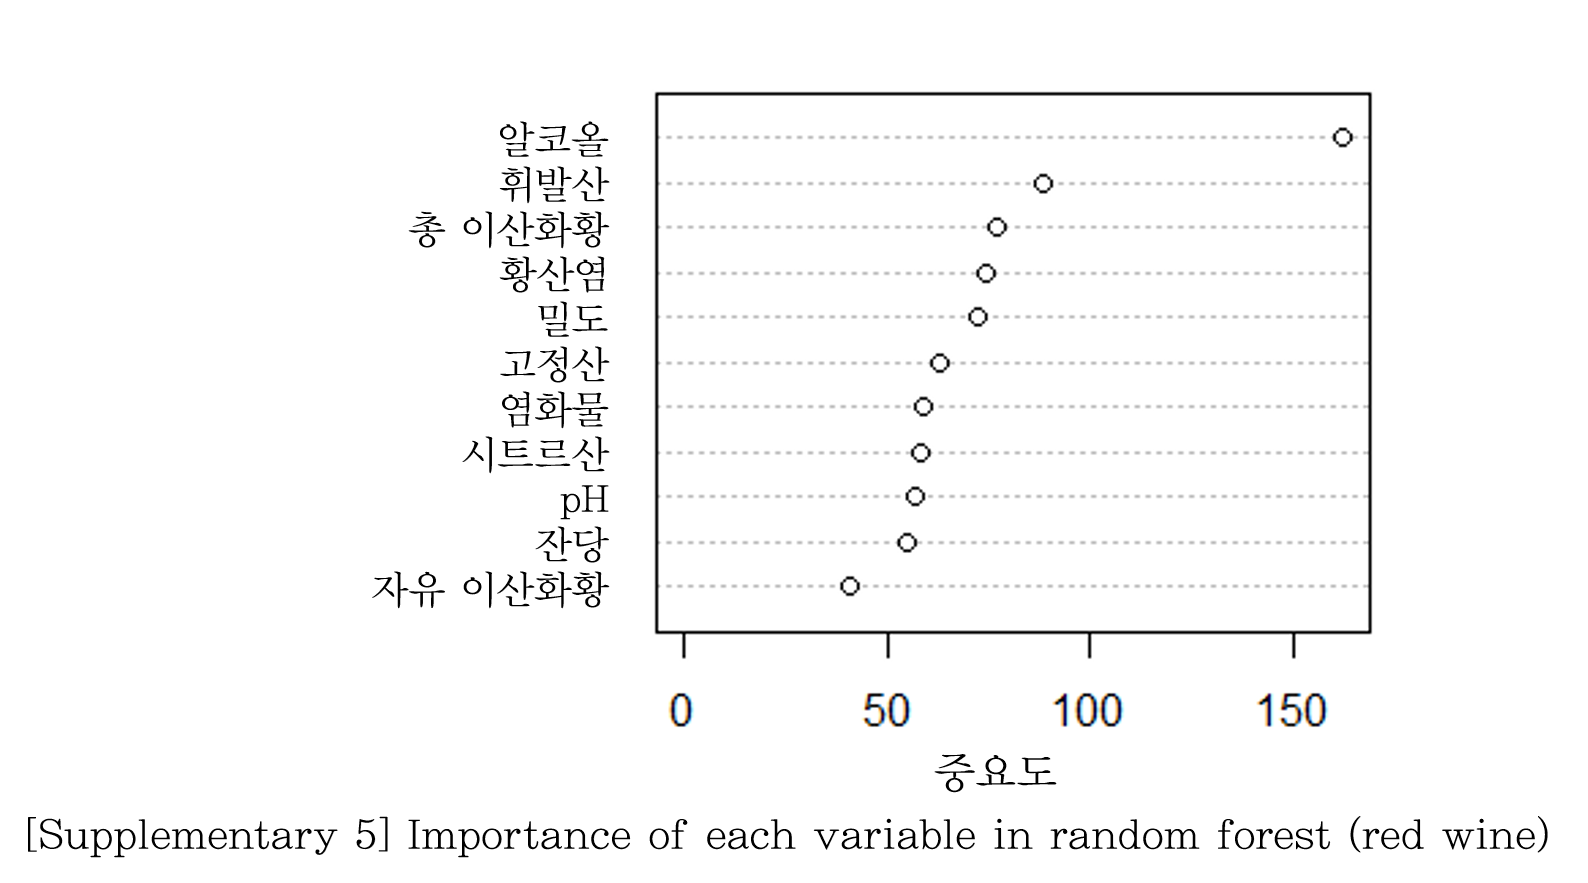 알코올
휘발산
총 이산화황
황산염
밀도
고정산
염화물
시트르산
pH
잔당
자유 이산화황
0 50 100 150
중요도
[Supplementary 5] Importance of each variable in random forest (red wine)